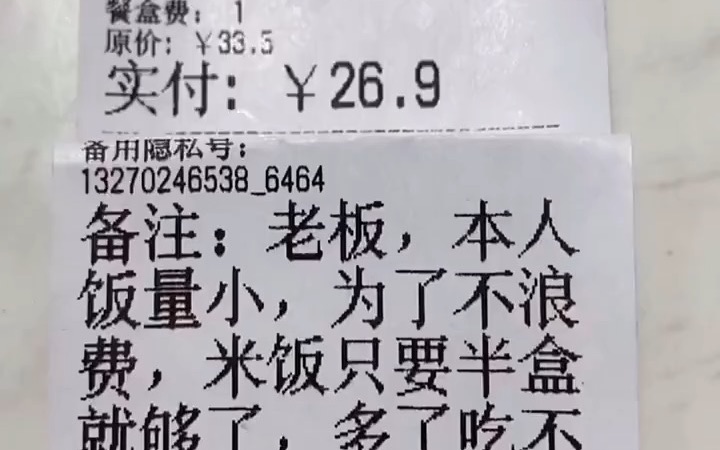 餐盒费： 1
原价：￥33.5
实付：￥26.9
备用隐私号：
13270246538_6464
备注：老板，本人
饭量小，为了不浪
费，米饭只要半盒
就够了，多了吃不